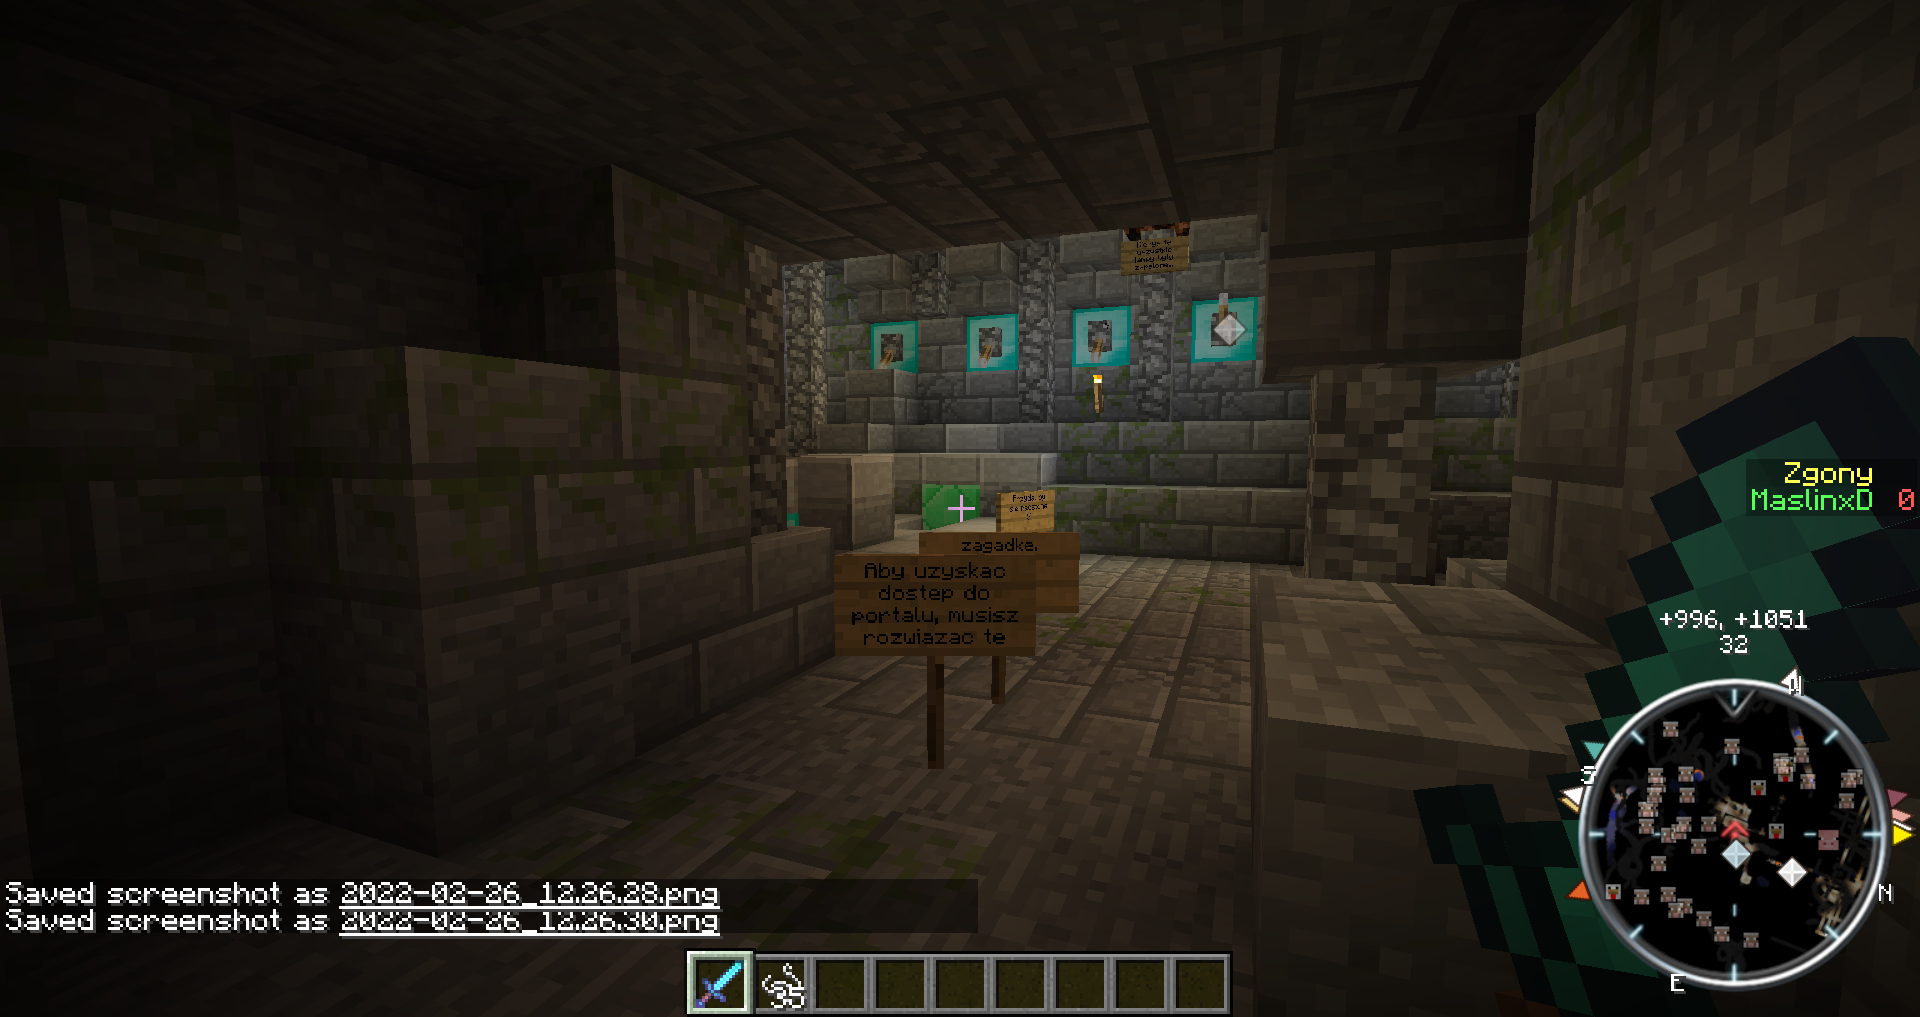 zagadke.
Aby uzyskac
dostep do
portalu, musisz
rozwiazac te
Zgony
MaslinxD 0
+996, +1051
32
N
S
N
E
Saved screenshot as 2022-02-26_12.26.28.png
Saved screenshot as 2022-02-26_12.26.30.png
35